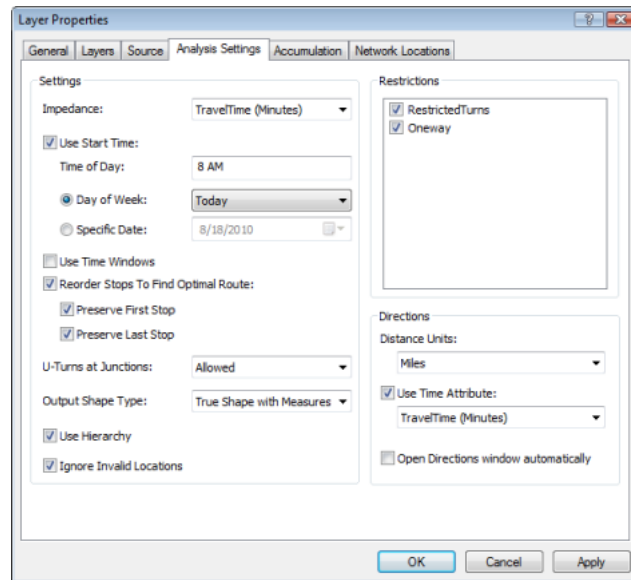 Layer Properties
General Layers Source Analysis Settings Accumulation Network Locations
Settings
Impedance: TravelTime (Minutes)
Use Start Time:
Time of Day: 8 AM
Day of Week: Today
Specific Date: 8/18/2010
Use Time Windows
Reorder Stops To Find Optimal Route:
Preserve First Stop
Preserve Last Stop
U-Turns at Junctions: Allowed
Output Shape Type: True Shape with Measures
Use Hierarchy
Ignore Invalid Locations
Restrictions
RestrictedTurns
Oneway
Directions
Distance Units:
Miles
Use Time Attribute:
TravelTime (Minutes)
Open Directions window automatically
OK Cancel Apply